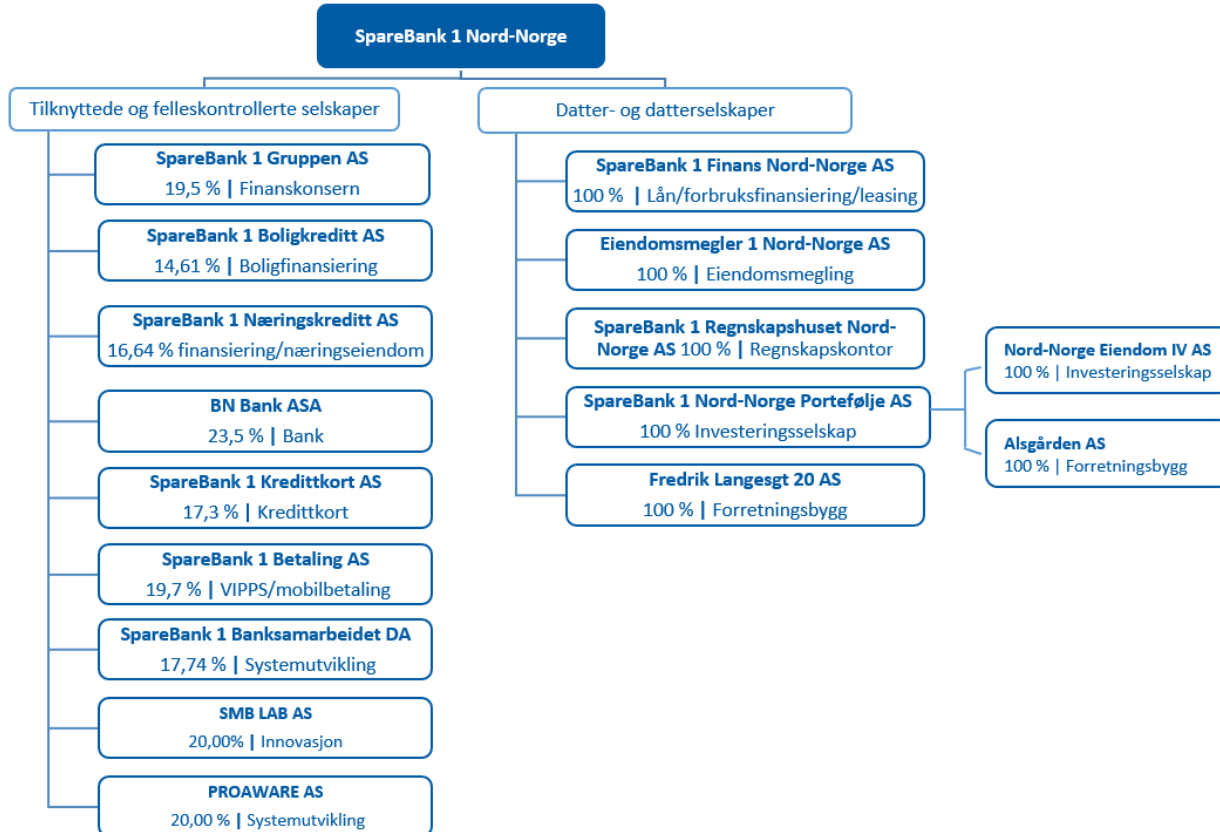 SpareBank 1 Nord-Norge
Tilknyttede og felleskontrollerte selskaper
SpareBank 1 Gruppen AS
19,5 % | Finanskonsern
SpareBank 1 Boligkreditt AS
14,61 % | Boligfinansiering
SpareBank 1 Næringskreditt AS
16,64 % finansiering/næringseiendom
BN Bank ASA
23,5 % | Bank
SpareBank 1 Kredittkort AS
17,3 % | Kredittkort
SpareBank 1 Betaling AS
19,7 % | VIPPS/mobilbetaling
SpareBank 1 Banksamarbeidet DA
17,74 % | Systemutvikling
SMB LAB AS
20,00% | Innovasjon
PROAWARE AS
20,00 % | Systemutvikling
Datter- og datterselskaper
SpareBank 1 Finans Nord-Norge AS
100 % | Lån/forbruksfinansiering/leasing
Eiendomsmegler 1 Nord-Norge AS
100 % | Eiendomsmegling
SpareBank 1 Regnskapshuset Nord-
Norge AS 100 % | Regnskapskontor
SpareBank 1 Nord-Norge Portefølje AS
100 % Investeringsselskap
Fredrik Langesgt 20 AS
100 % | Forretningsbygg
Nord-Norge Eiendom IV AS
100 % | Investeringsselskap
Alsgården AS
100 % | Forretningsbygg